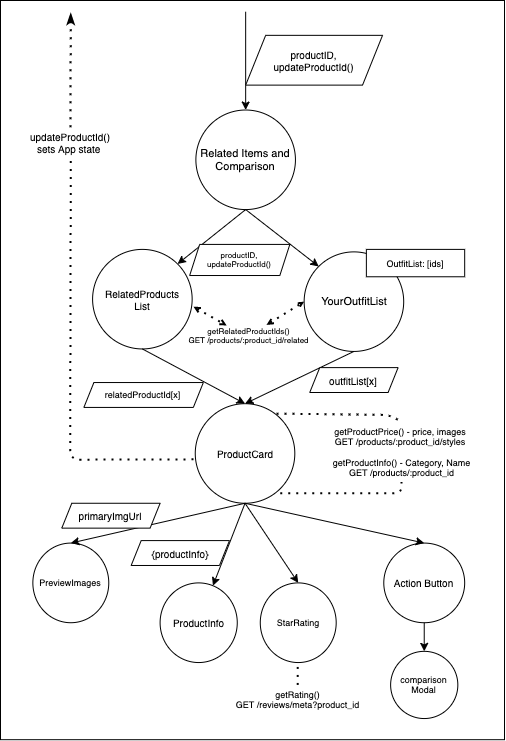 productID,
updateProductId()
updateProductId()
sets App state
Related Items and
Comparison
productID,
updateProductId()
OutfitList: [ids]
RelatedProducts
List
YourOutfitList
getRelatedProductIds()
GET /products/:product_id/related
relatedProductId[x]
outfitList[x]
ProductCard
getProductPrice() - price, images
GET /products/:product_id/styles
getProductInfo() - Category, Name
GET /products/:product_id
primaryImgUrl
{productInfo}
PreviewImages
ProductInfo
StarRating
Action Button
getRating()
GET /reviews/meta?product_id
comparison
Modal